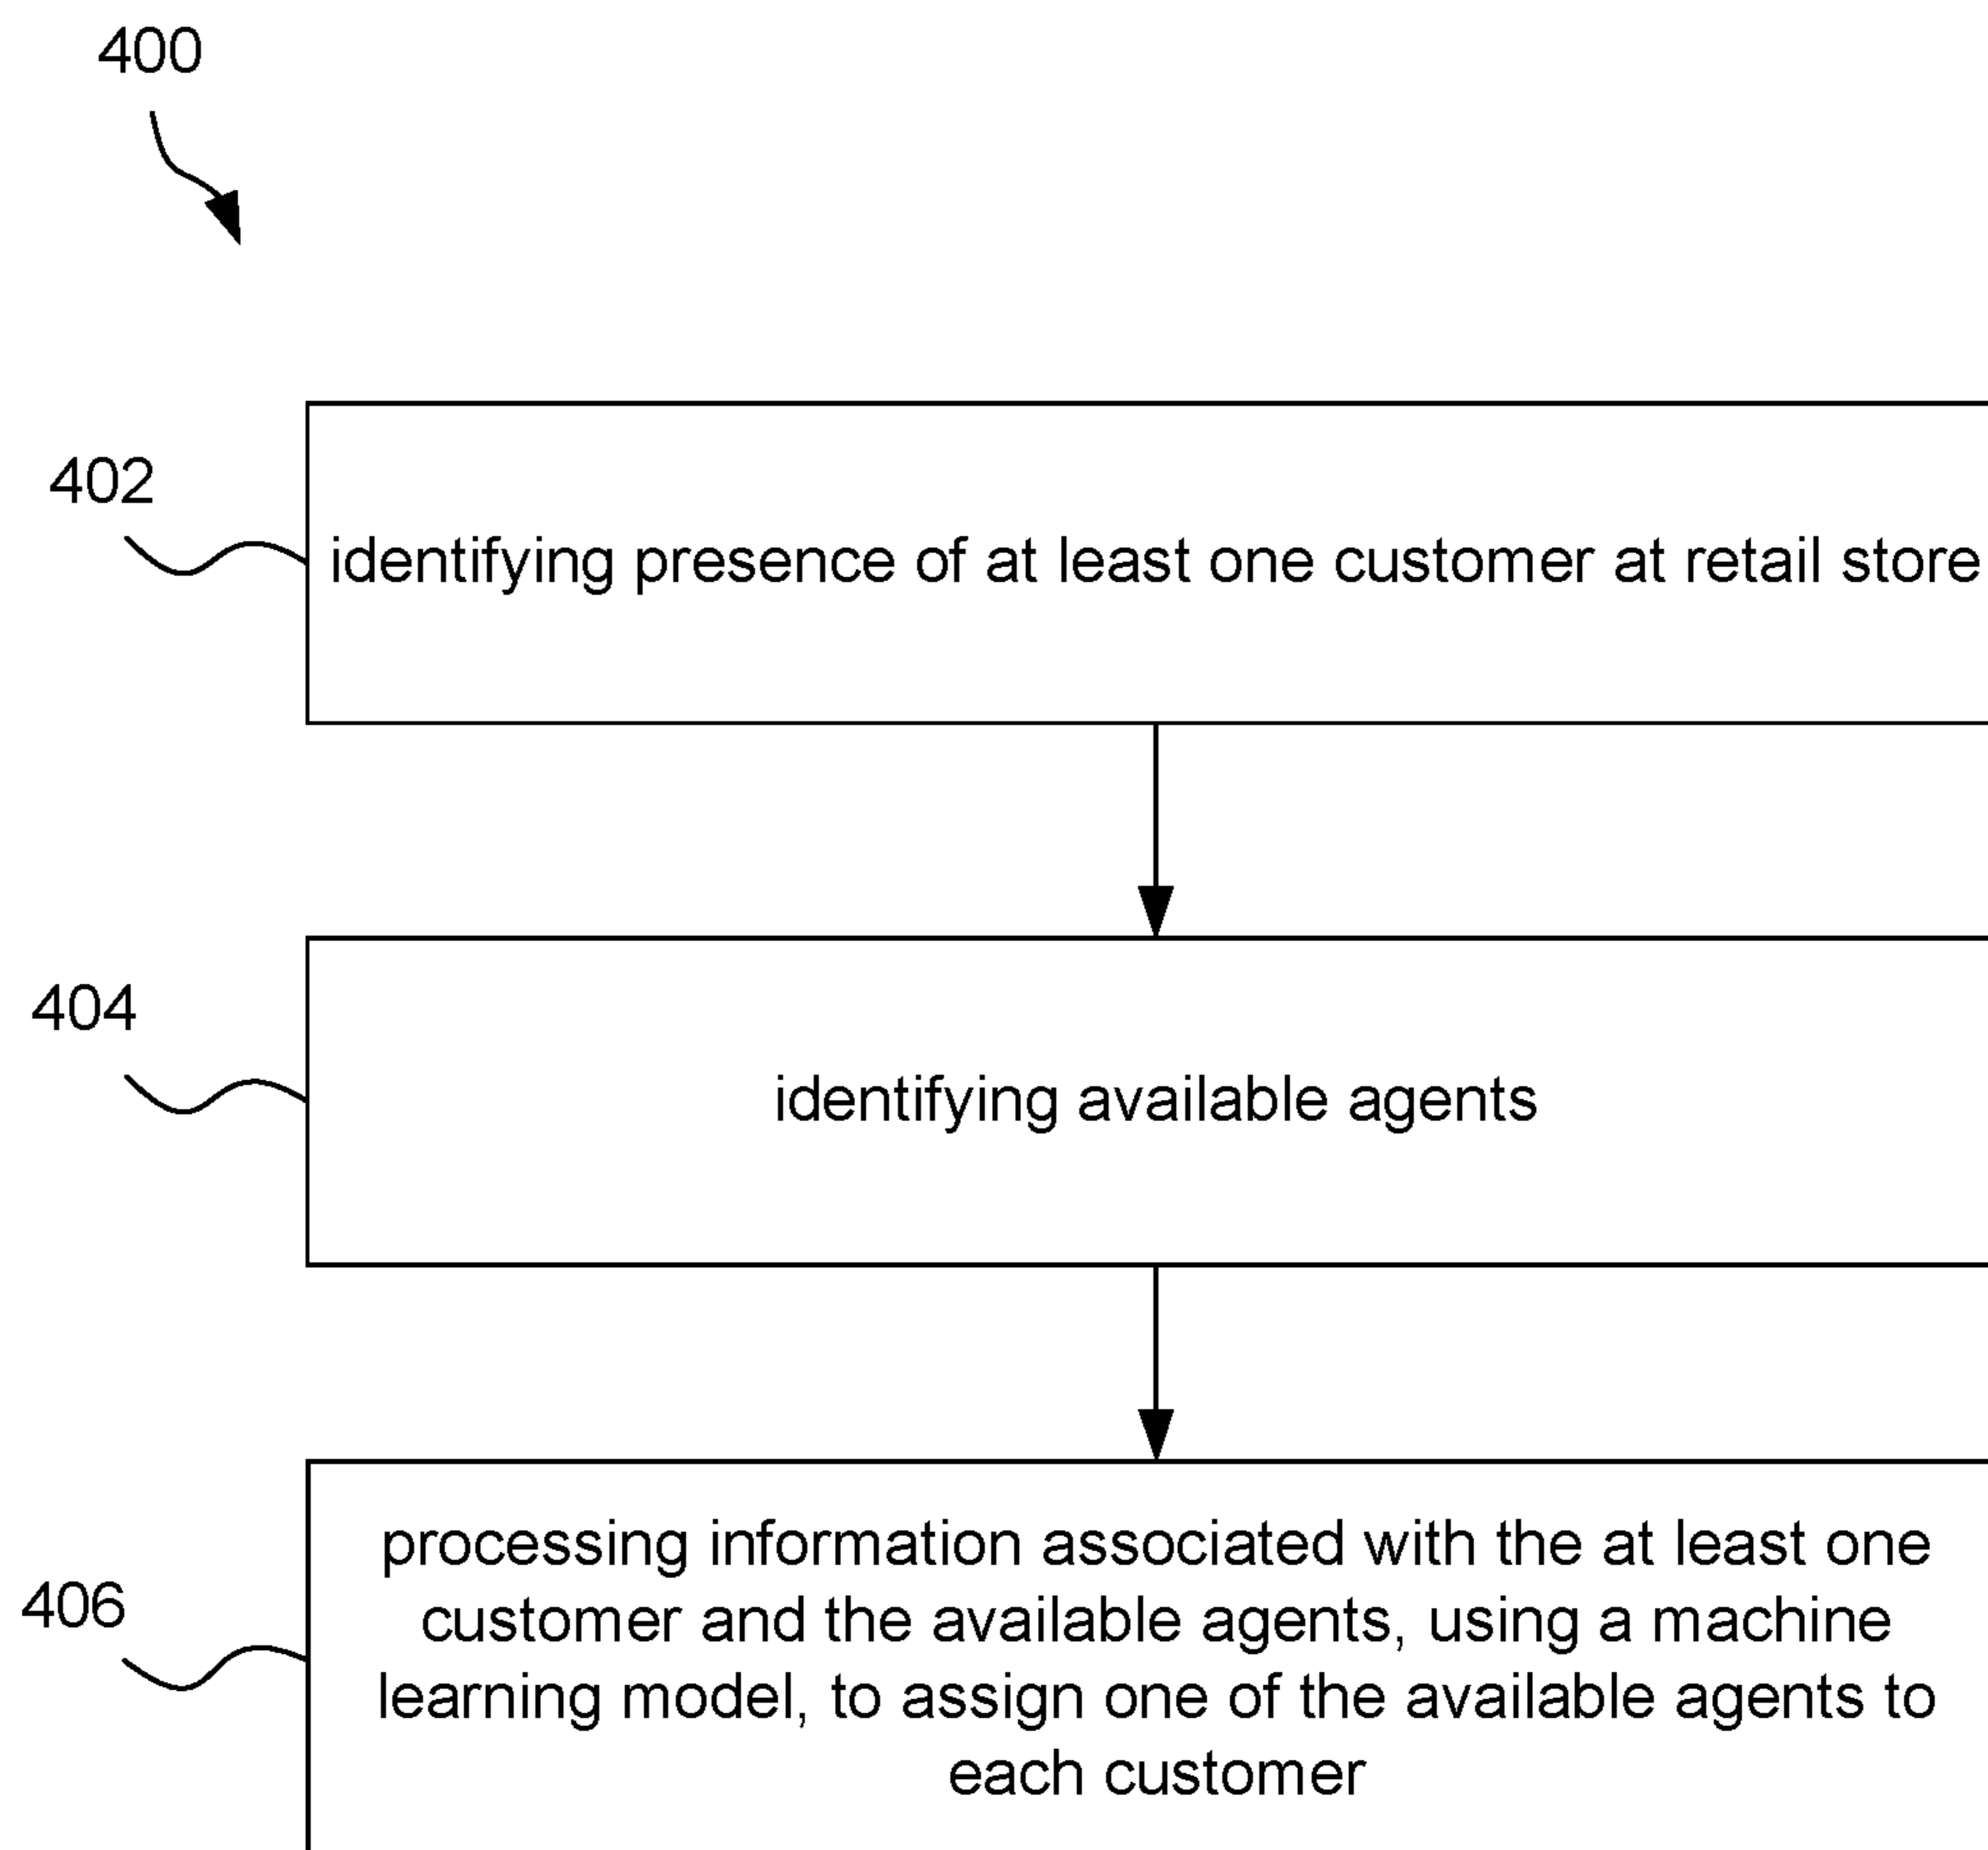 400
402
identifying presence of at least one customer at retail store
404
identifying available agents
406
processing information associated with the at least one
customer and the available agents, using a machine
learning model, to assign one of the available agents to
each customer